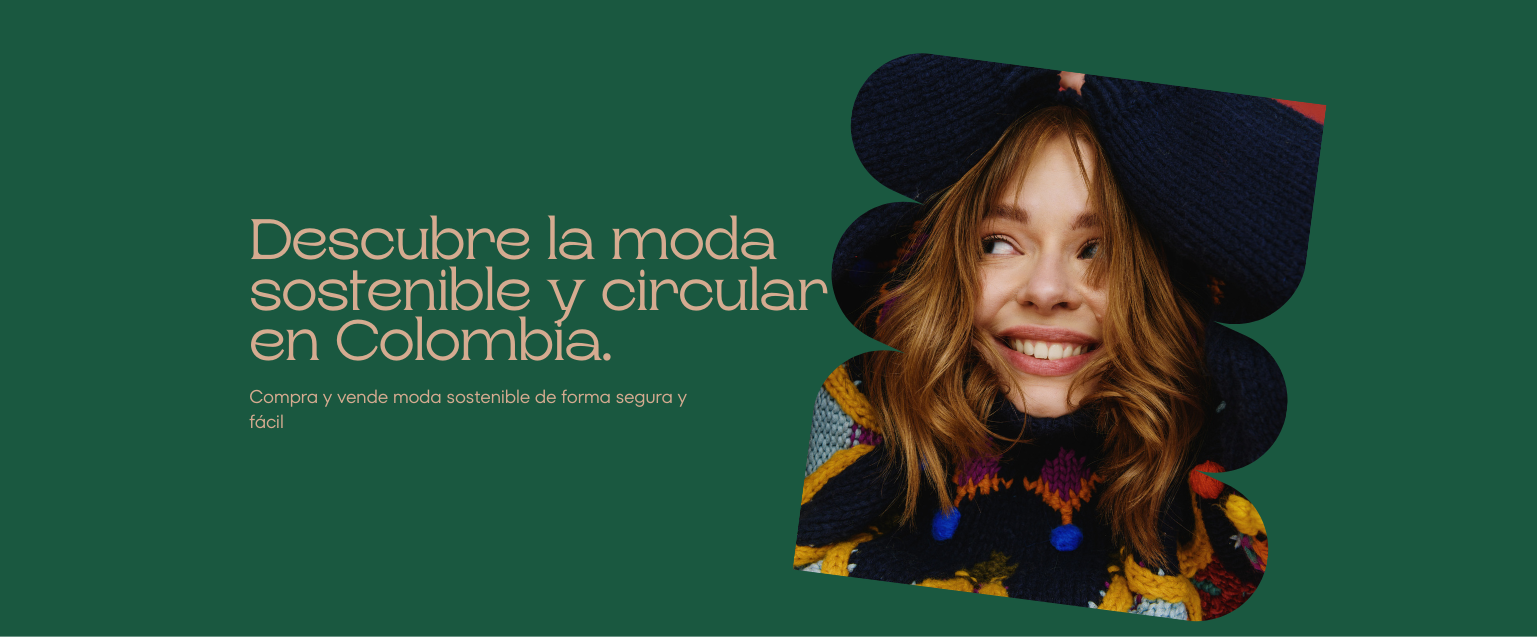 Descubre la moda
sostenible y circular
en Colombia.
Compra y vende moda sostenible de forma segura y
fácil